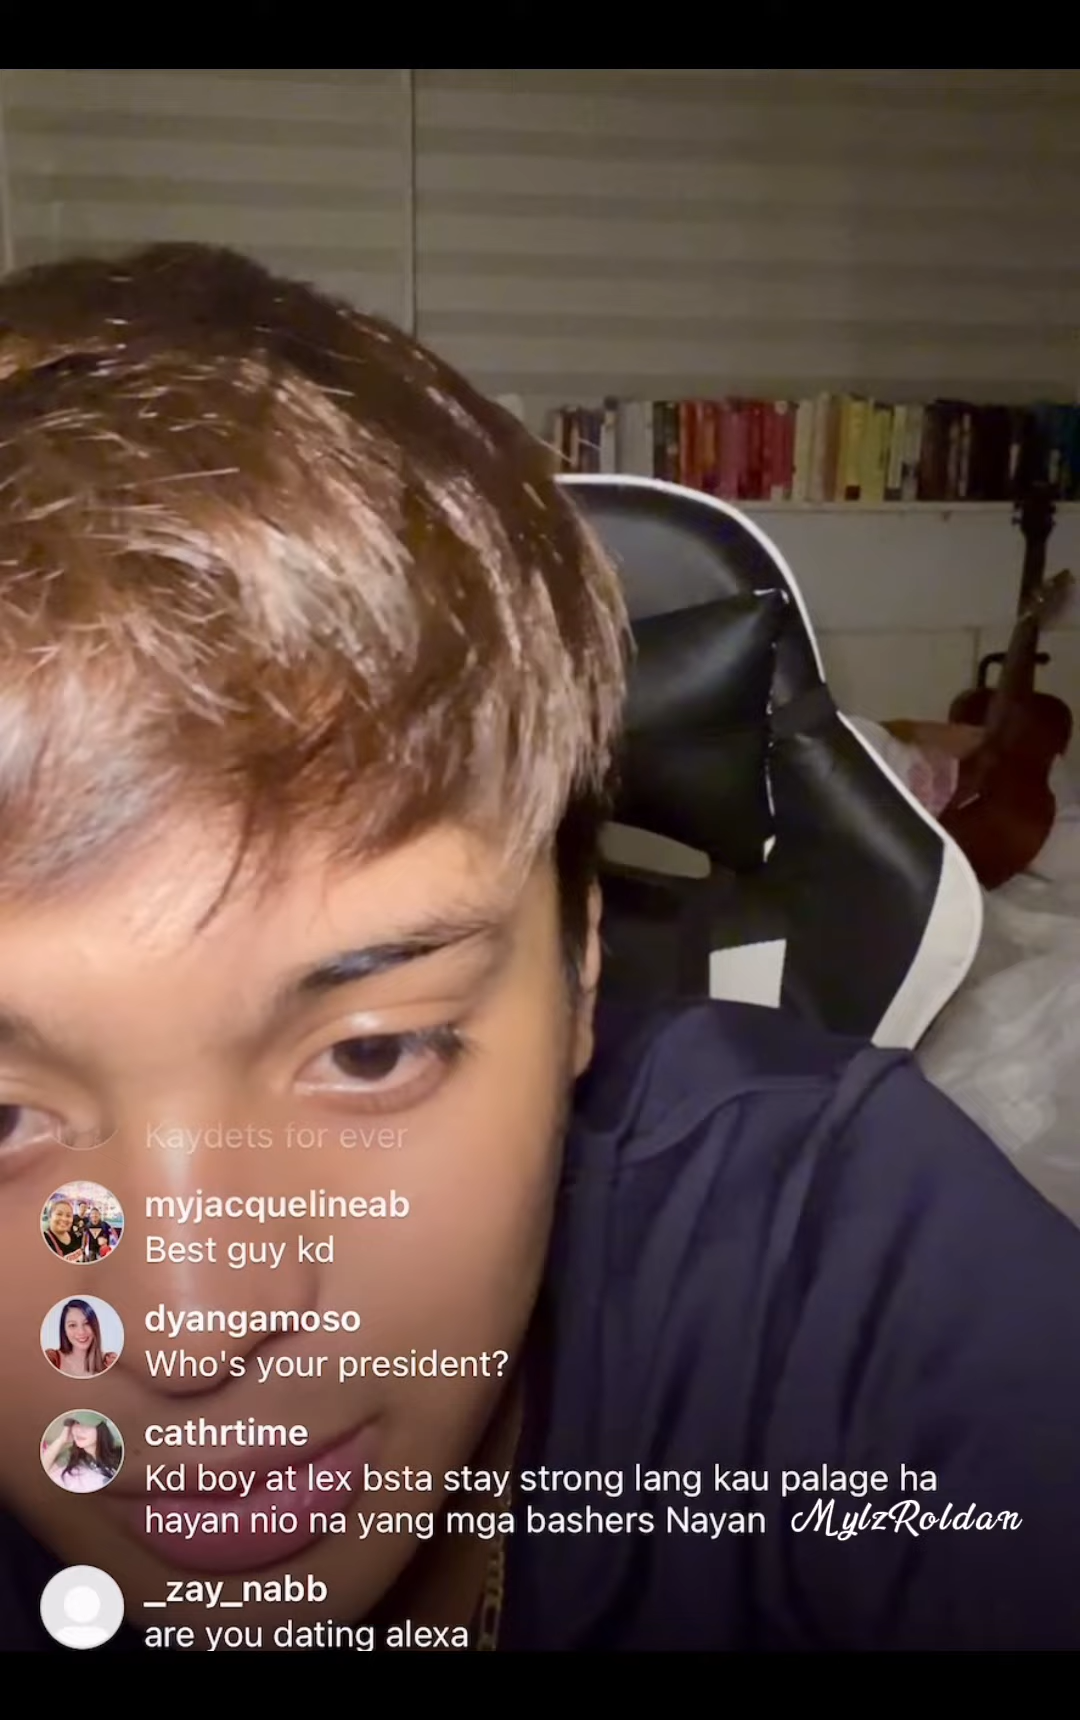 Kaydets for ever
myjacquelineab
Best guy kd
dyangamoso
Who's your president?
cathrtime
Kd boy at lex bsta stay strong lang kau palage ha
hayan nio na yang mga bashers Nayan
MylzRoldan
_zay_nabb
are you dating alexa